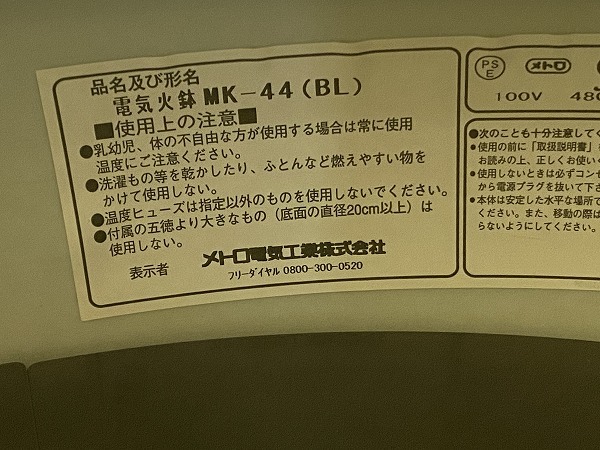 品名及び形名
電気火鉢 MK-44（BL）
■使用上の注意■
●乳幼児、体の不自由な方が使用する場合は常に使用
温度にご注意ください。
●洗濯もの等を乾かしたり、ふとんなど燃えやすい物を
かけて使用しない。
●温度ヒューズは指定以外のものを使用しないでください。
●付属の五徳より大きなもの（底面の直径20cm以上）は
使用しない。
表示者 メトロ電気工業株式会社
フリーダイヤル 0800-300-0520
PS
E
メトロ
100V 480
●次のことも十分注意して
●使用の前に「取扱説明書」
お読みの上、正しくお使い
●使用しないときは必ずコンセ
から電源プラグを抜いて下
●本体は安定した水平な場所で
ください。また、移動の際は
らないようにしてください。